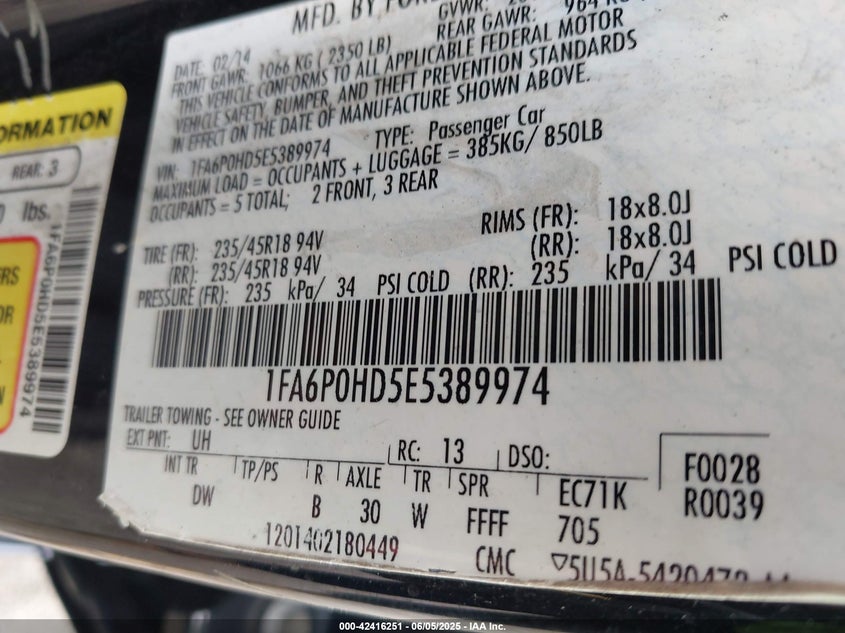 MFD. BY FORD
GVWR:
DATE: 02/14
REAR GAWR: 964 KG
FRONT GAWR: 1066 KG ( 2350 LB)
THIS VEHICLE CONFORMS TO ALL APPLICABLE FEDERAL MOTOR
VEHICLE SAFETY, BUMPER, AND THEFT PREVENTION STANDARDS
IN EFFECT ON THE DATE OF MANUFACTURE SHOWN ABOVE.
VIN: 1FA6P0HD5E5389974 TYPE: Passenger Car
MAXIMUM LOAD = OCCUPANTS + LUGGAGE = 385KG/ 850LB
OCCUPANTS = 5 TOTAL; 2 FRONT, 3 REAR
TIRE (FR): 235/45R18 94V RIMS (FR): 18x8.0J
(RR): 235/45R18 94V (RR): 18x8.0J
PRESSURE (FR): 235 kPa/ 34 PSI COLD (RR): 235 kPa/ 34 PSI COLD
1FA6P0HD5E5389974
TRAILER TOWING - SEE OWNER GUIDE
EXT PNT: UH RC: 13 DSO:
INT TR TP/PS R AXLE TR SPR EC71K F0028
DW B 30 W FFFF 705 R0039
1201402180449 CMC
ORMATION
REAR: 3
lbs.
1FA6P0HD5E5389974
000-42416251 | 06/05/2025 | IAA Inc.